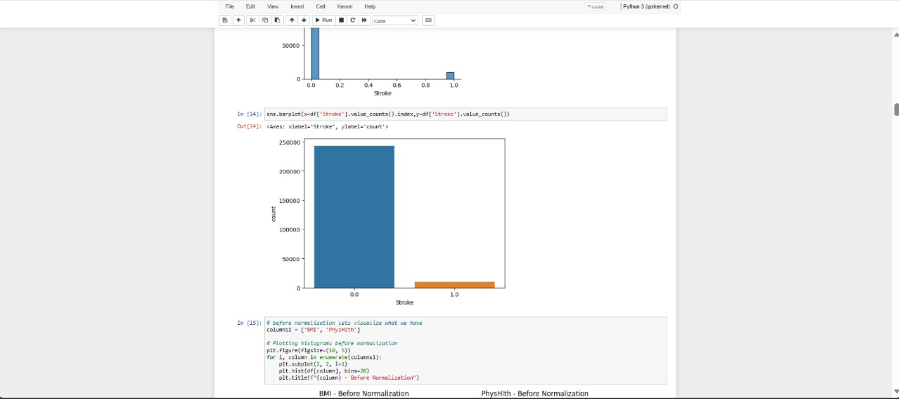 File Edit View Insert Cell Kernel Help Trusted Python 3 (ipykernel)
Run Code
50000
0
0.0 0.2 0.4 0.6 0.8 1.0
Stroke
In [14]: sns.barplot(x=df['Stroke'].value_counts().index,y=df['Stroke'].value_counts())
Out[14]: <Axes: xlabel='Stroke', ylabel='count'>
250000
200000
150000
100000
50000
0
count
0.0 1.0
Stroke
In [15]: # before normalization lets visualize what we have
columns1 = ['BMI', 'PhysHlth']
# Plotting histograms before normalization
plt.figure(figsize=(10, 5))
for i, column in enumerate(columns1):
plt.subplot(2, 2, i+1)
plt.hist(df[column], bins=20)
plt.title(f"{column} - Before Normalization")
BMI - Before Normalization PhysHlth - Before Normalization